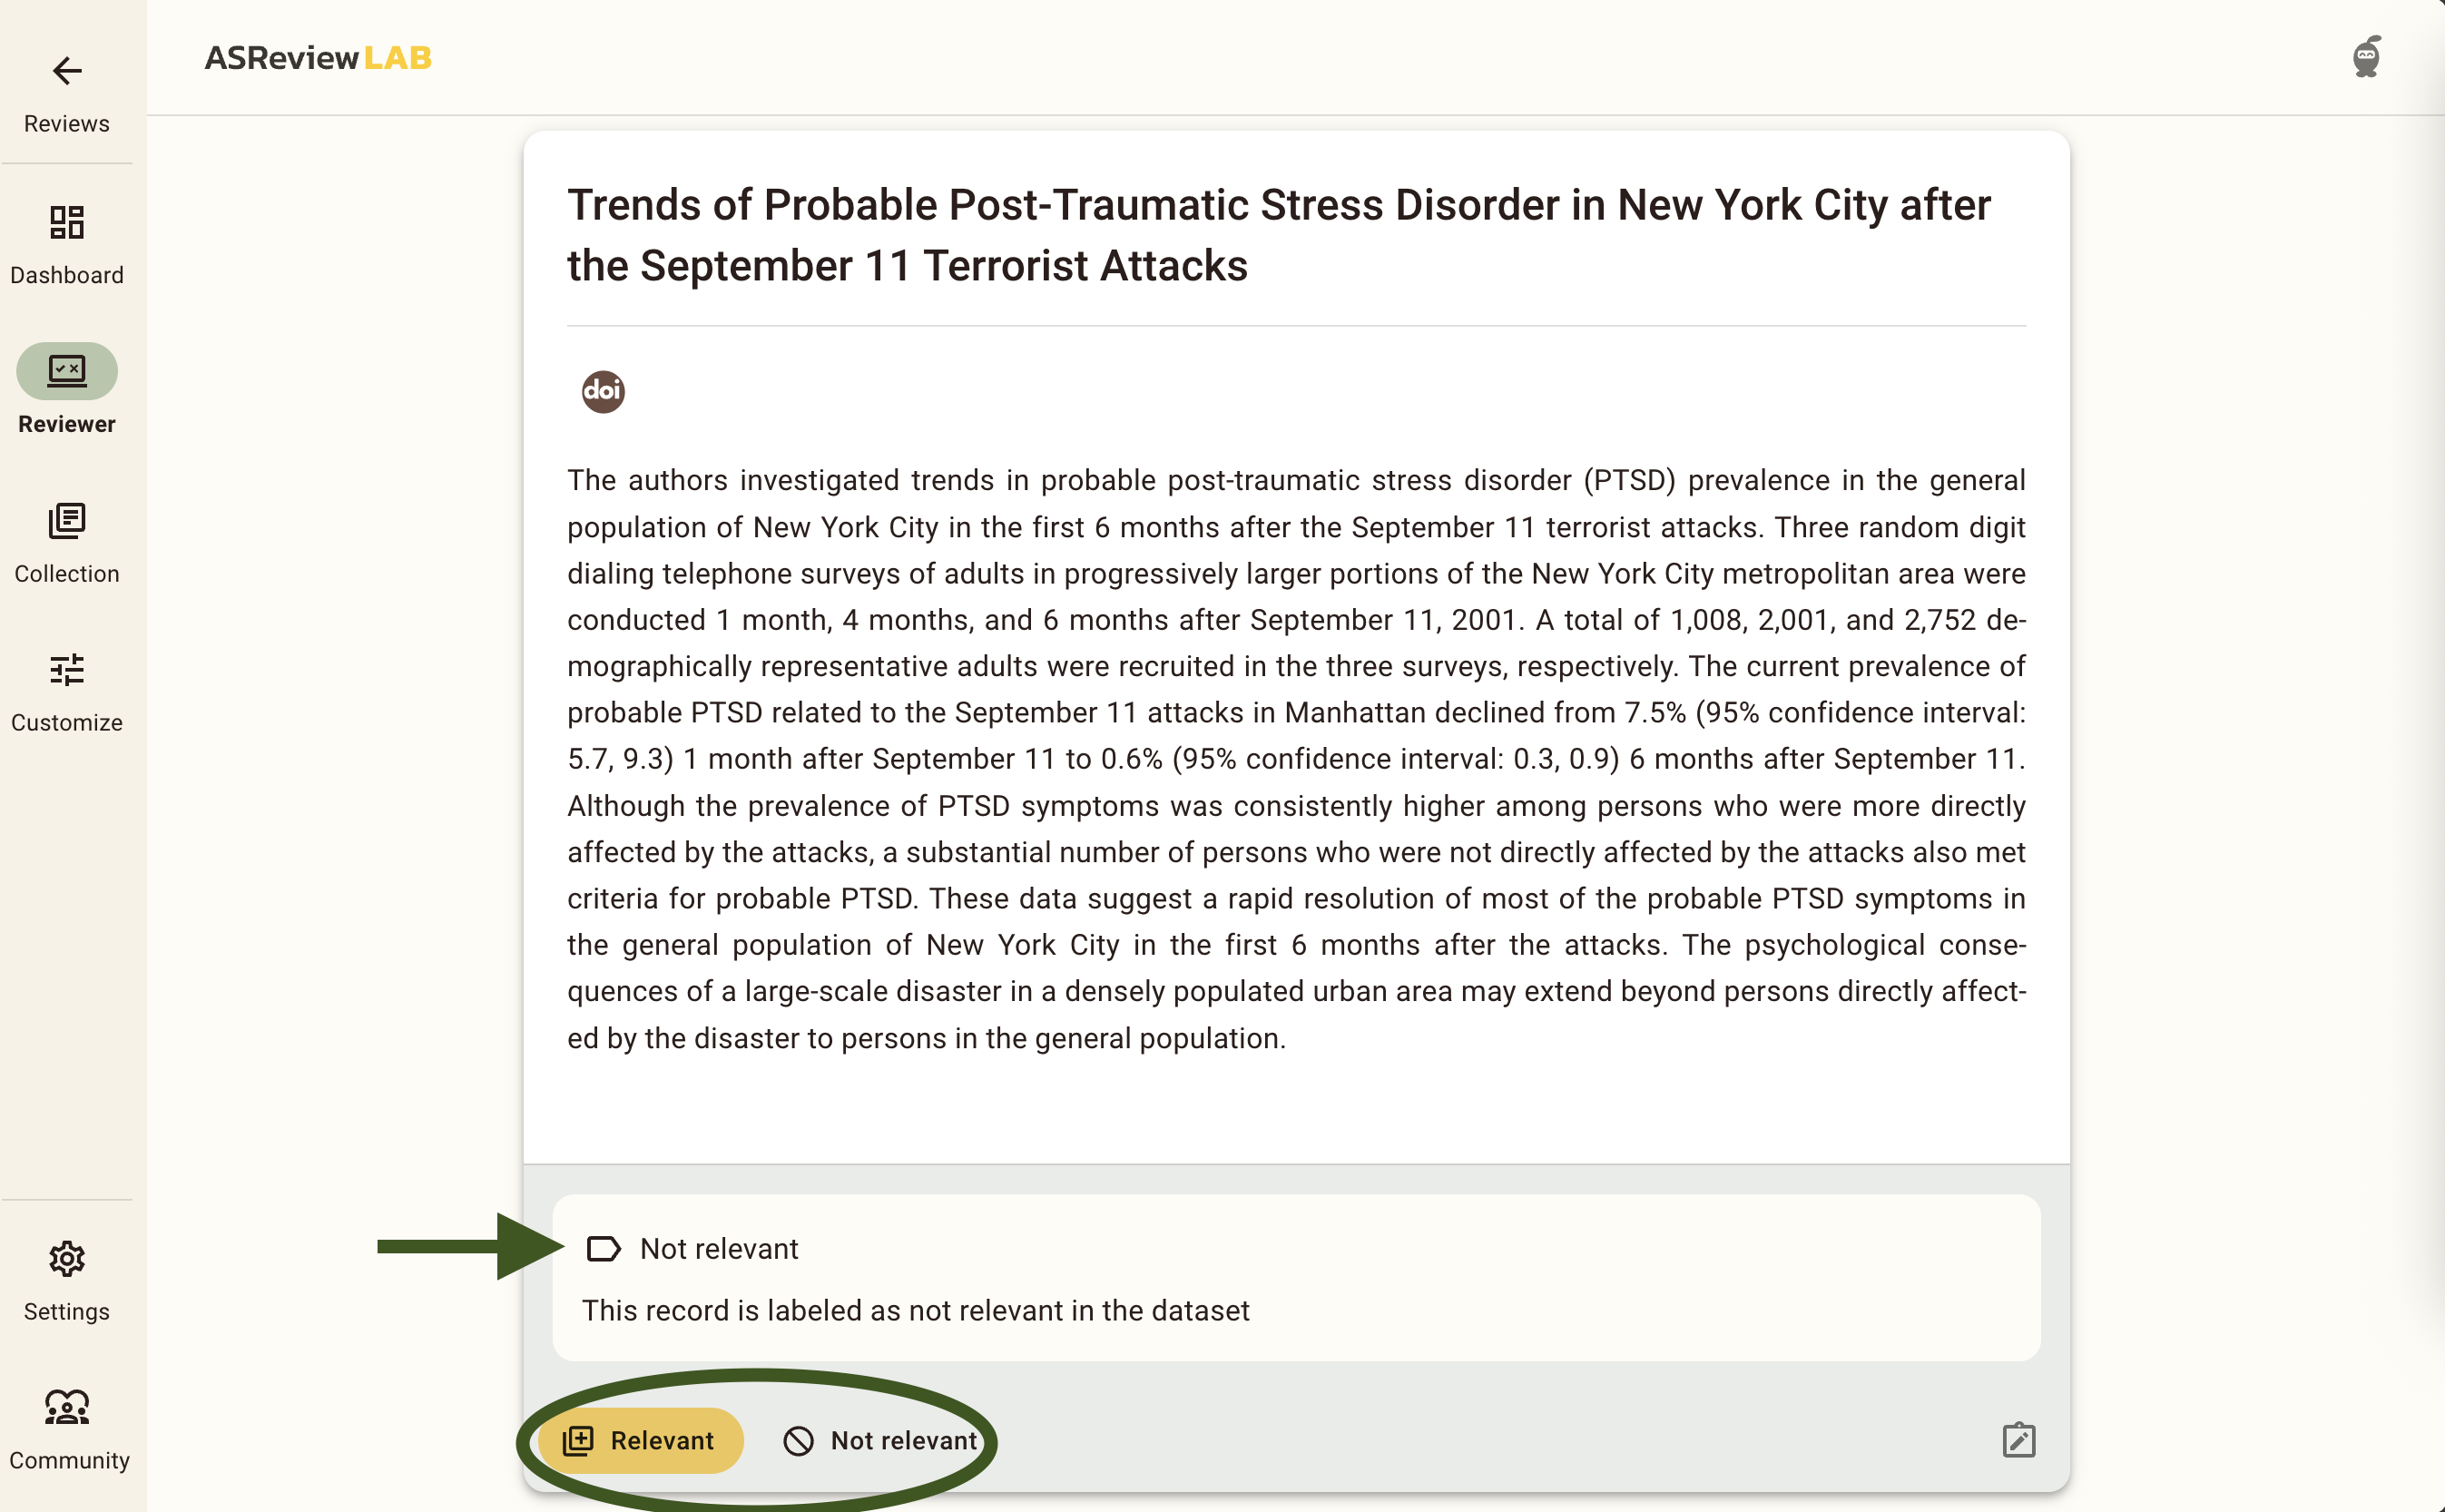 ASReview LAB
Reviews
Dashboard
Reviewer
Collection
Customize
Settings
Community
Trends of Probable Post-Traumatic Stress Disorder in New York City after
the September 11 Terrorist Attacks
doi
The authors investigated trends in probable post-traumatic stress disorder (PTSD) prevalence in the general
population of New York City in the first 6 months after the September 11 terrorist attacks. Three random digit
dialing telephone surveys of adults in progressively larger portions of the New York City metropolitan area were
conducted 1 month, 4 months, and 6 months after September 11, 2001. A total of 1,008, 2,001, and 2,752 de-
mographically representative adults were recruited in the three surveys, respectively. The current prevalence of
probable PTSD related to the September 11 attacks in Manhattan declined from 7.5% (95% confidence interval:
5.7, 9.3) 1 month after September 11 to 0.6% (95% confidence interval: 0.3, 0.9) 6 months after September 11.
Although the prevalence of PTSD symptoms was consistently higher among persons who were more directly
affected by the attacks, a substantial number of persons who were not directly affected by the attacks also met
criteria for probable PTSD. These data suggest a rapid resolution of most of the probable PTSD symptoms in
the general population of New York City in the first 6 months after the attacks. The psychological conse-
quences of a large-scale disaster in a densely populated urban area may extend beyond persons directly affect-
ed by the disaster to persons in the general population.
Not relevant
This record is labeled as not relevant in the dataset
Relevant
Not relevant